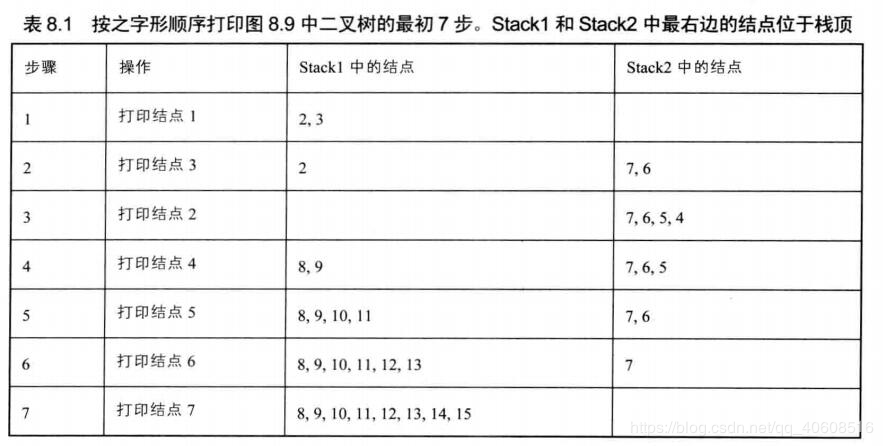 表 8.1 按之字形顺序打印图 8.9 中二叉树的最初 7 步。Stack1 和 Stack2 中最右边的结点位于栈顶
步骤 操作 Stack1 中的结点 Stack2 中的结点
1 打印结点 1 2, 3
2 打印结点 3 2 7, 6
3 打印结点 2 7, 6, 5, 4
4 打印结点 4 8, 9 7, 6, 5
5 打印结点 5 8, 9, 10, 11 7, 6
6 打印结点 6 8, 9, 10, 11, 12, 13 7
7 打印结点 7 8, 9, 10, 11, 12, 13, 14, 15
https://blog.csdn.net/qq_40608516